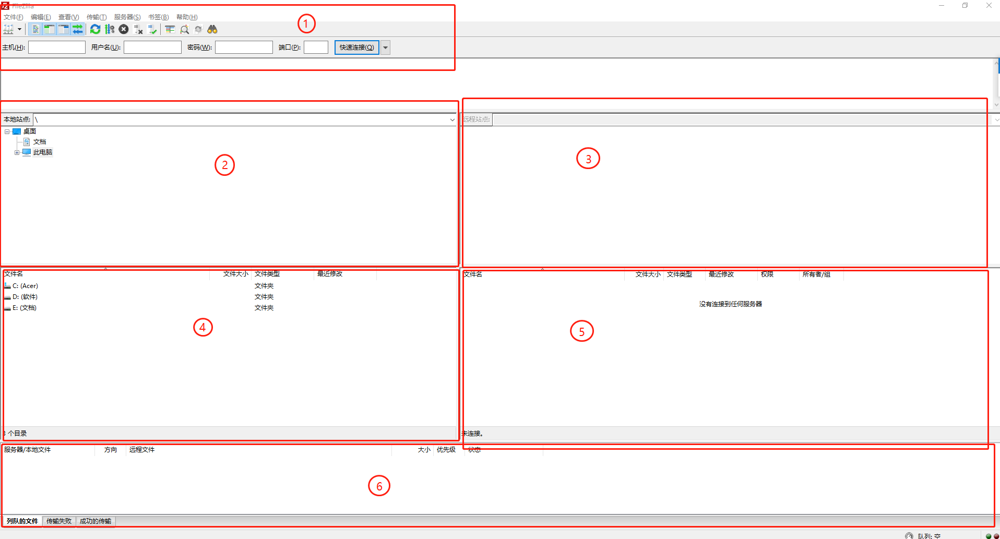 FileZilla
文件(F) 编辑(E) 查看(V) 传输(T) 服务器(S) 书签(B) 帮助(H)
1
主机(H): 用户名(U): 密码(W): 端口(P): 快速连接(Q)
本地站点: \
远程站点:
桌面
文档
此电脑
2
3
文件名 文件大小 文件类型 最近修改
C: (Acer) 文件夹
D: (软件) 文件夹
E: (文档) 文件夹
4
3 个目录
文件名 文件大小 文件类型 最近修改 权限 所有者/组
没有连接到任何服务器
5
未连接。
服务器/本地文件 方向 远程文件 大小 优先级 状态
6
列队的文件 传输失败 成功的传输
队列: 空